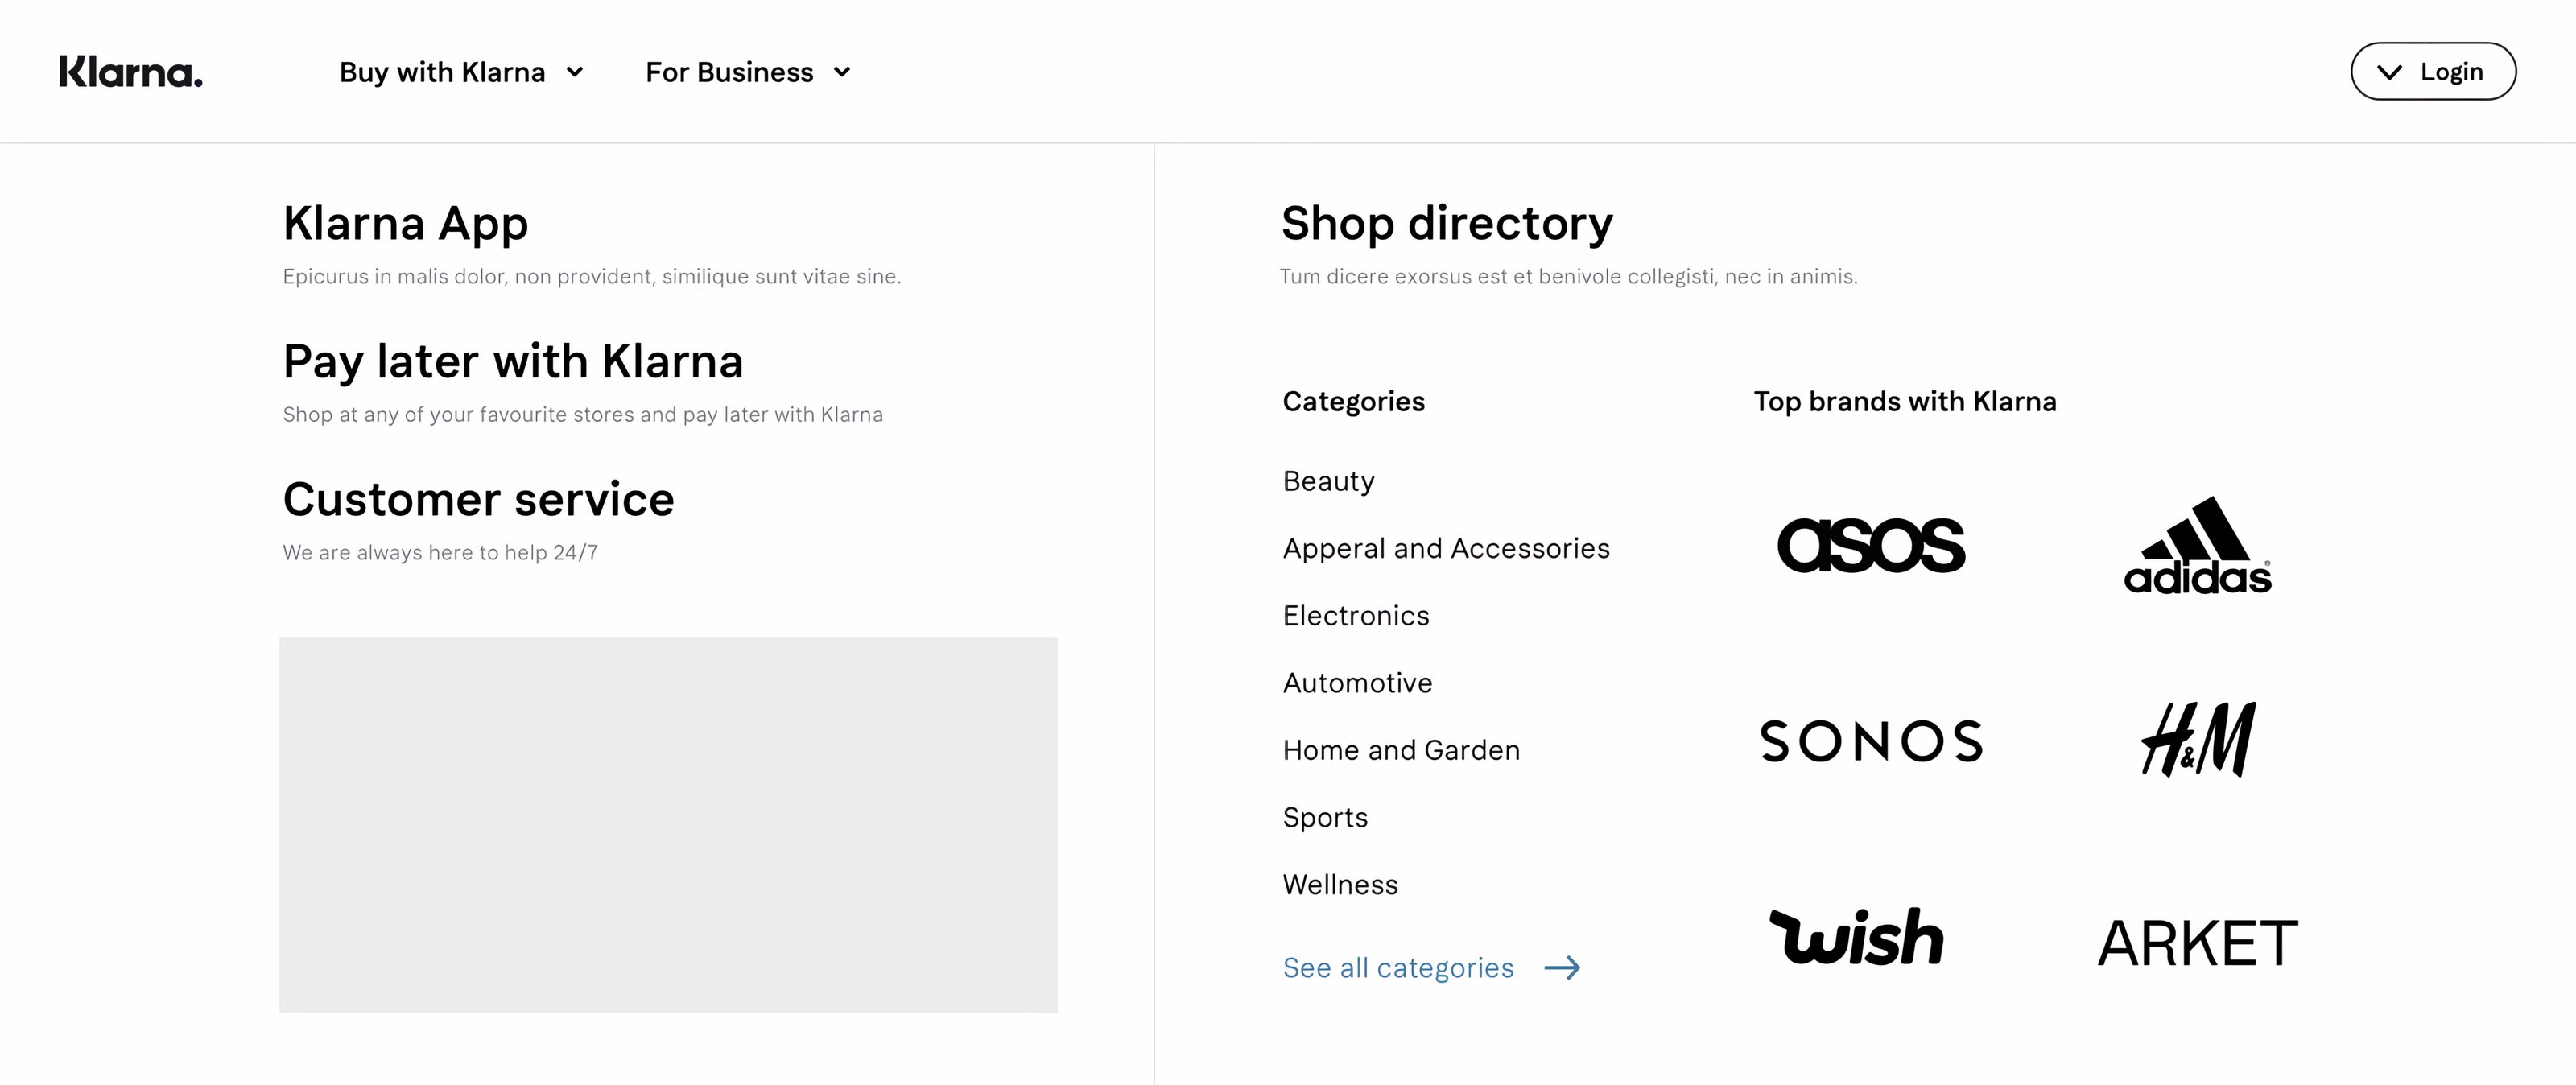 Klarna.
Buy with Klarna
For Business
Login
Klarna App
Epicurus in malis dolor, non provident, similique sunt vitae sine.
Pay later with Klarna
Shop at any of your favourite stores and pay later with Klarna
Customer service
We are always here to help 24/7
Shop directory
Tum dicere exorsus est et benivole collegisti, nec in animis.
Categories
Beauty
Apperal and Accessories
Electronics
Automotive
Home and Garden
Sports
Wellness
See all categories
Top brands with Klarna
asos
adidas®
SONOS
H&M
wish
ARKET